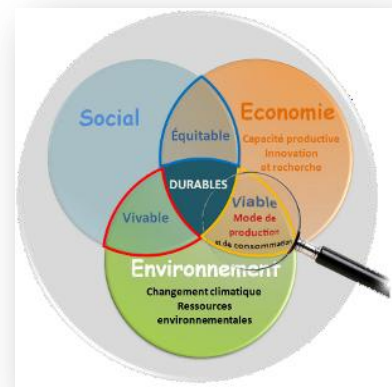 Social
Economie
Capacité productive
Innovation
et recherche
Équitable
DURABLES
Vivable
Viable
Mode de
production
et de consommation
Environnement
Changement climatique
Ressources
environnementales